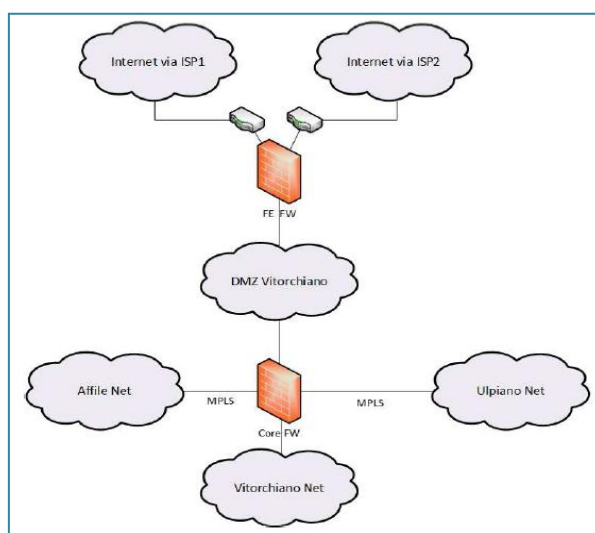 Internet via ISP1
Internet via ISP2
FE FW
DMZ Vitorchiano
Affile Net
MPLS
MPLS
Ulpiano Net
Core FW
Vitorchiano Net